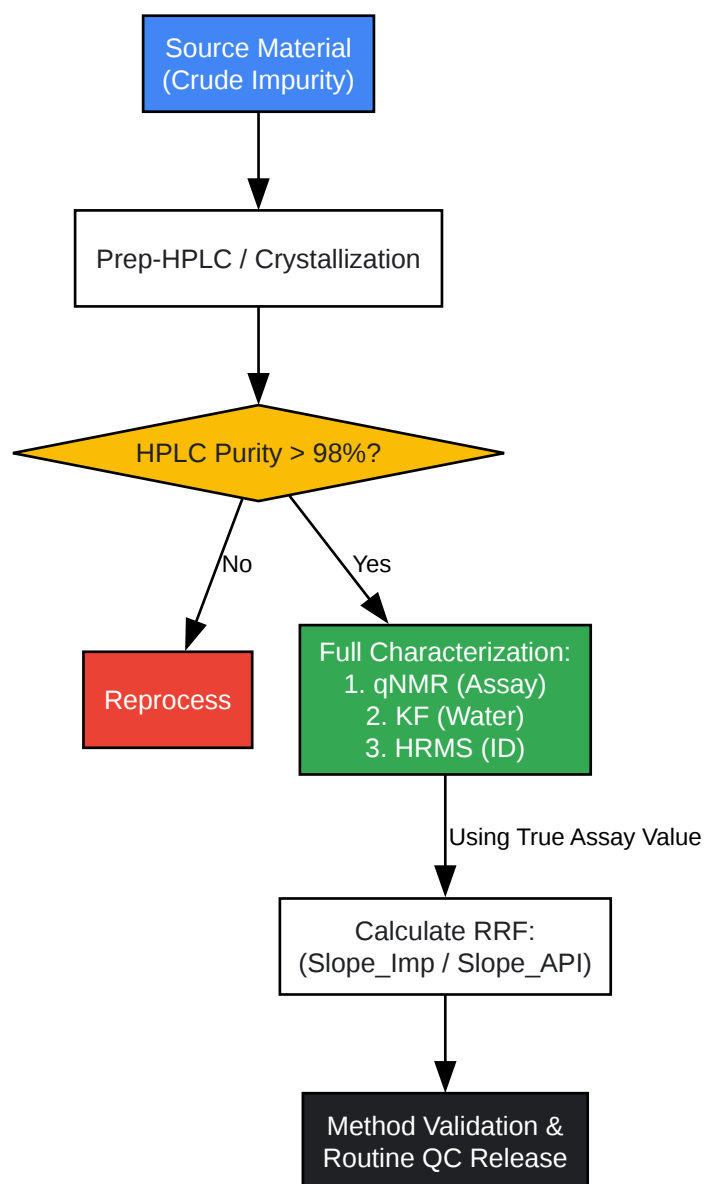 Source Material
(Crude Impurity)
Prep-HPLC / Crystallization
HPLC Purity > 98%?
No
Yes
Reprocess
Full Characterization:
1. qNMR (Assay)
2. KF (Water)
3. HRMS (ID)
Using True Assay Value
Calculate RRF:
(Slope_Imp / Slope_API)
Method Validation &
Routine QC Release